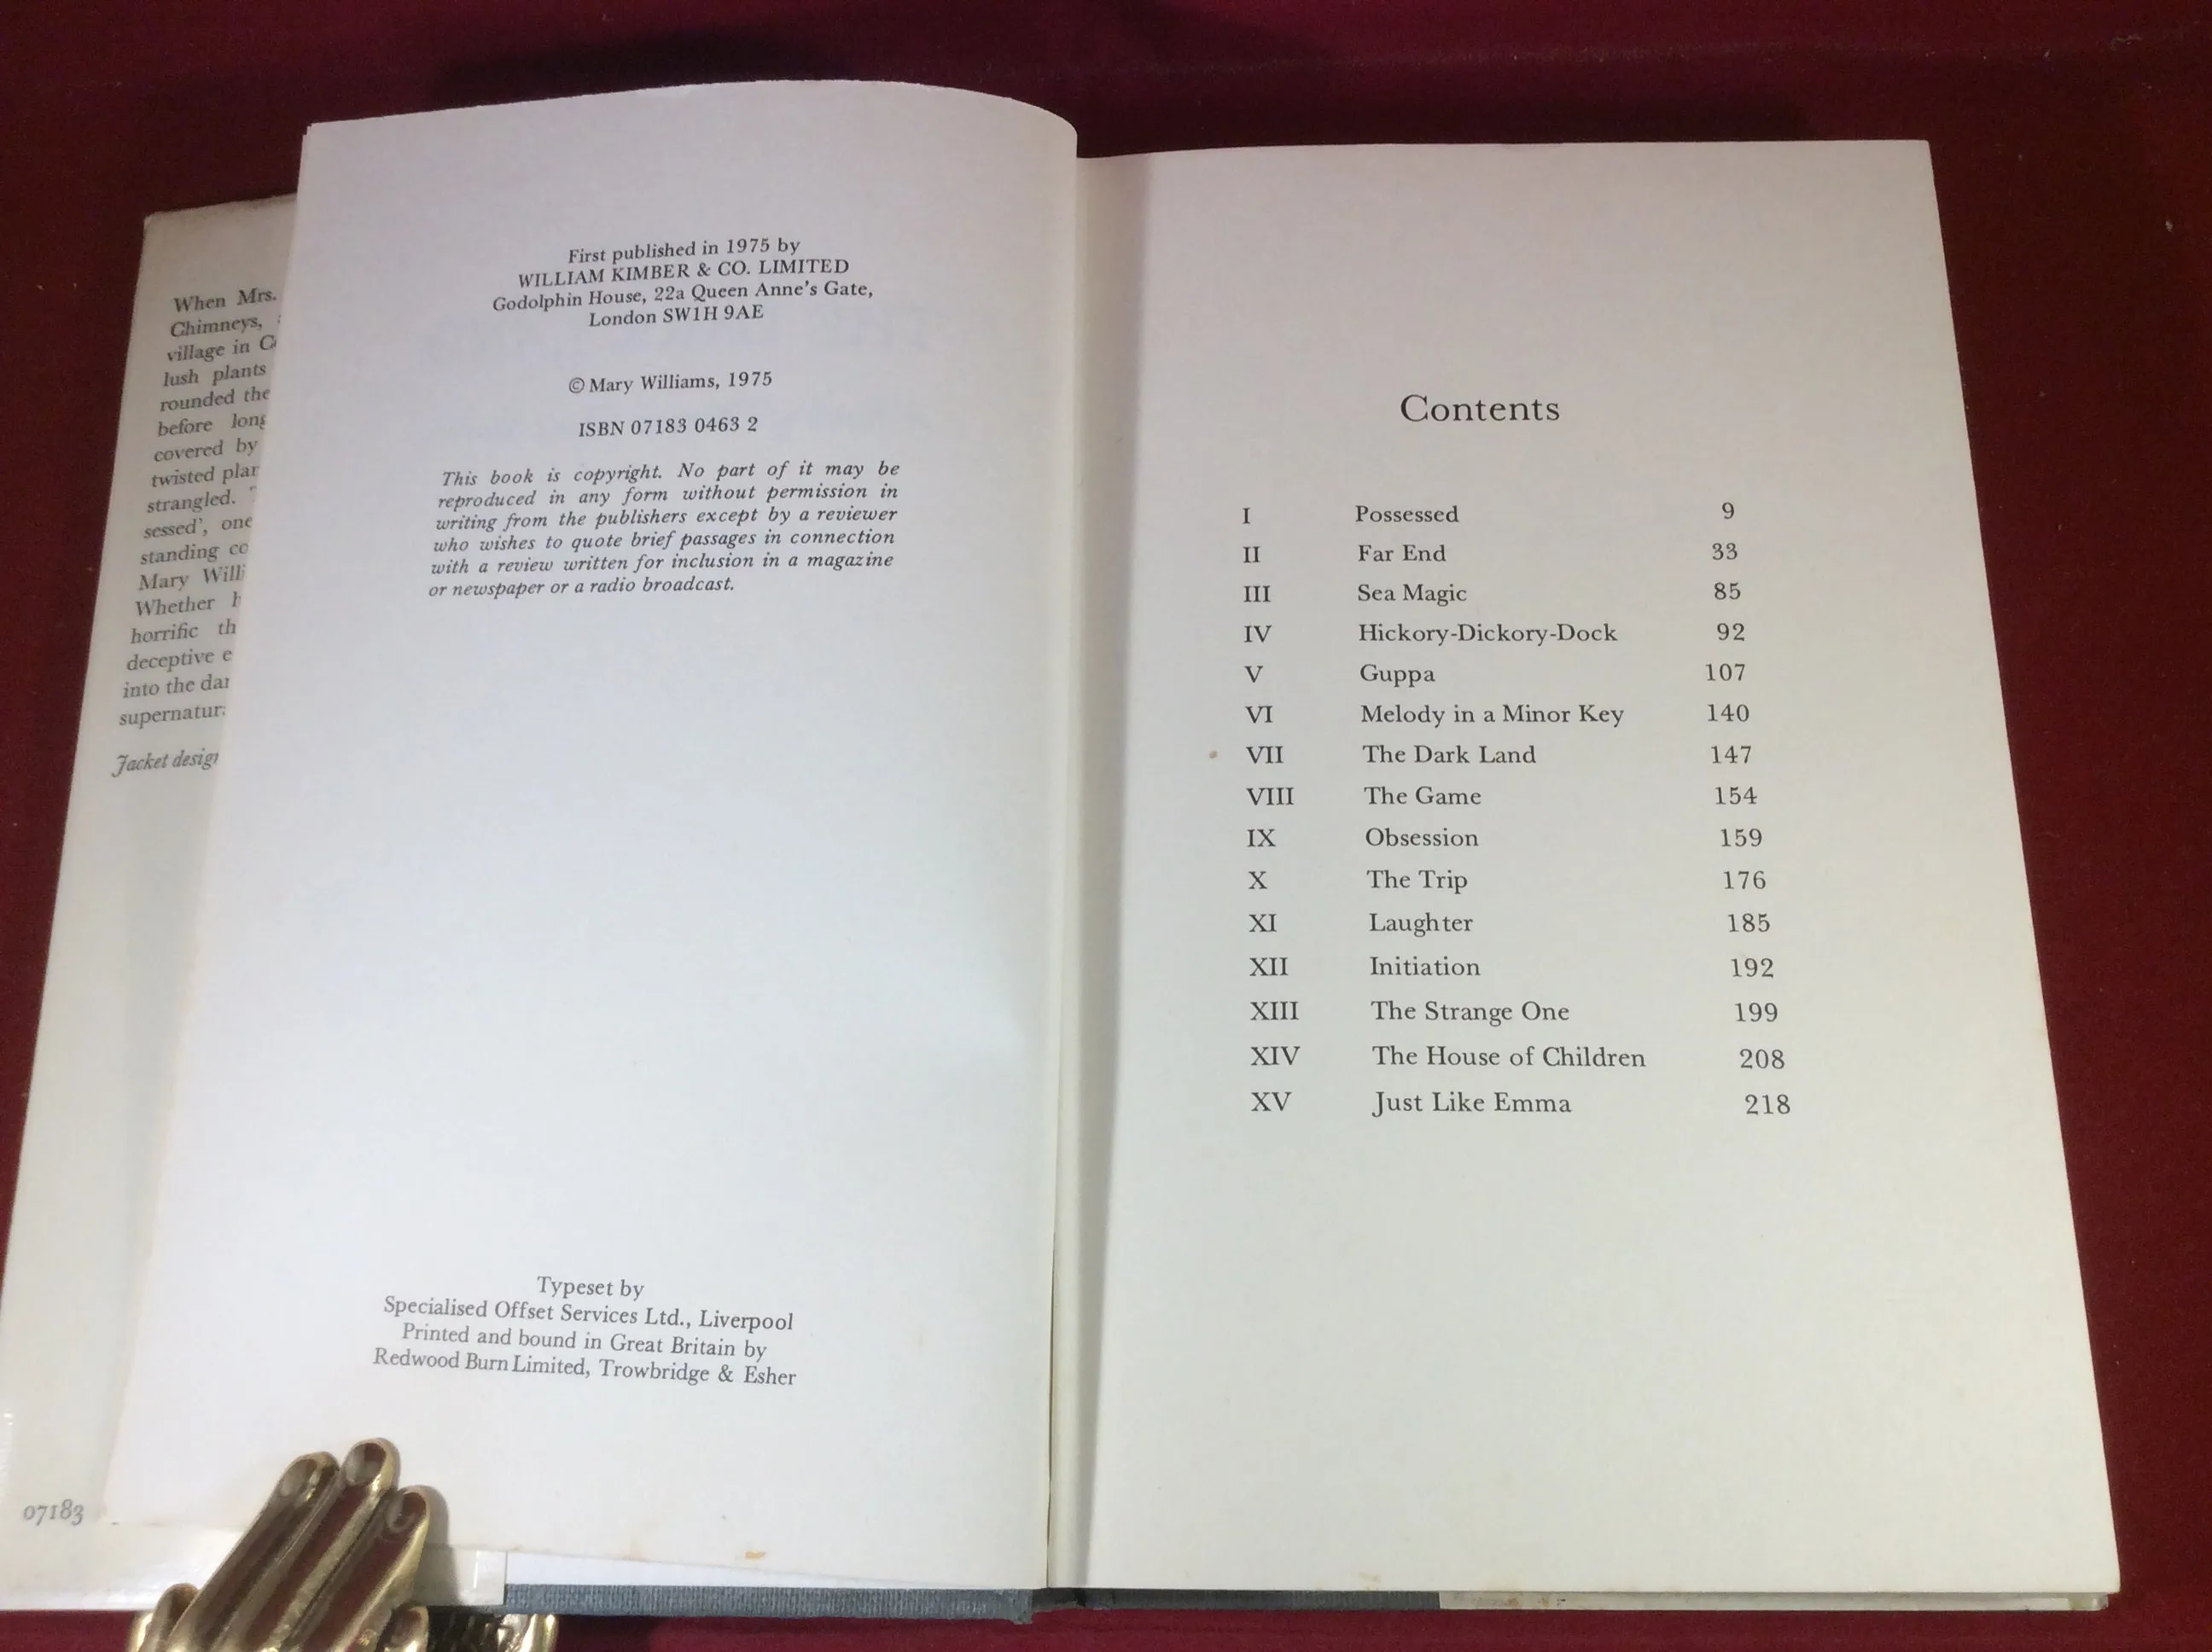 When Mrs.
Chimneys,
village in
lush plants
rounded the
before
covered by
twisted
strangled.
sessed', one
standing
Mary
Whether
horrific
deceptive
into the
Jacket
07183
First published in 1975 by
WILLIAM KIMBER & CO. LIMITED
Godolphin House, 22a Queen Anne's Gate,
London SW1H 9AE
© Mary Williams, 1975
ISBN 07183 0463 2
This book is copyright. No part of it may be
reproduced in any form without permission in
writing from the publishers except by a reviewer
who wishes to quote brief passages in connection
with a review written for inclusion in a magazine
or newspaper or a radio broadcast.
Typeset by
Specialised Offset Services Ltd., Liverpool
Printed and bound in Great Britain by
Redwood Burn Limited, Trowbridge & Esher
Contents
I Possessed 9
II Far End 33
III Sea Magic 85
IV Hickory-Dickory-Dock 92
V Guppa 107
VI Melody in a Minor Key 140
VII The Dark Land 147
VIII The Game 154
IX Obsession 159
X The Trip 176
XI Laughter 185
XII Initiation 192
XIII The Strange One 199
XIV The House of Children 208
XV Just Like Emma 218